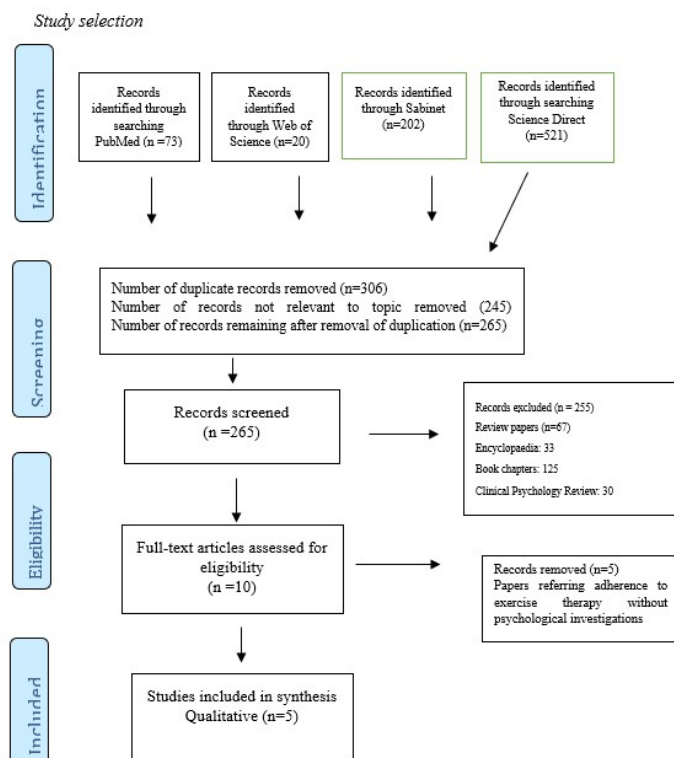 Study selection
Identification
Records
identified through
searching
PubMed (n =73)
Records
identified
through Web of
Science (n=20)
Records identified
through Sabinet
(n=202)
Records identified
through searching
Science Direct
(n=521)
Screening
Number of duplicate records removed (n=306)
Number of records not relevant to topic removed (245)
Number of records remaining after removal of duplication (n=265)
Records screened
(n =265)
Records excluded (n = 255)
Review papers (n=67)
Encyclopaedia: 33
Book chapters: 125
Clinical Psychology Review: 30
Eligibility
Full-text articles assessed for
eligibility
(n =10)
Records removed (n=5)
Papers referring adherence to
exercise therapy without
psychological investigations
Included
Studies included in synthesis
Qualitative (n=5)